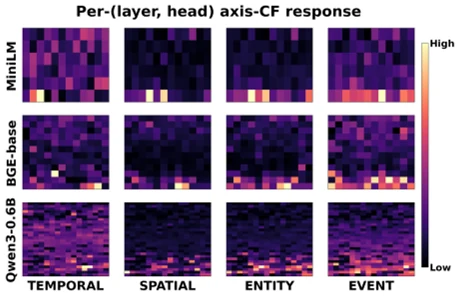 Per-(layer, head) axis-CF response
MiniLM
High
BGE-base
Qwen3-0.6B
Low
TEMPORAL SPATIAL ENTITY EVENT